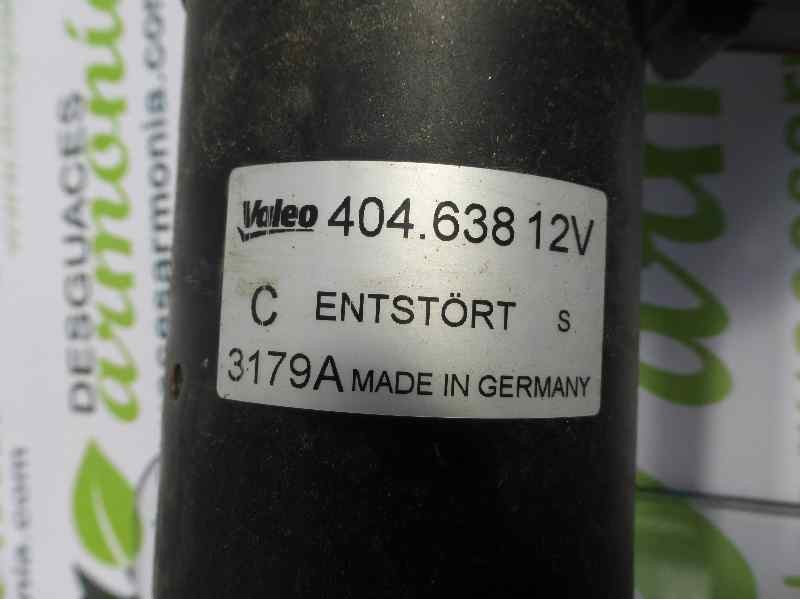 Valeo 404.638 12V
C ENTSTÖRT S
3179A MADE IN GERMANY
DESGUACES
armonia